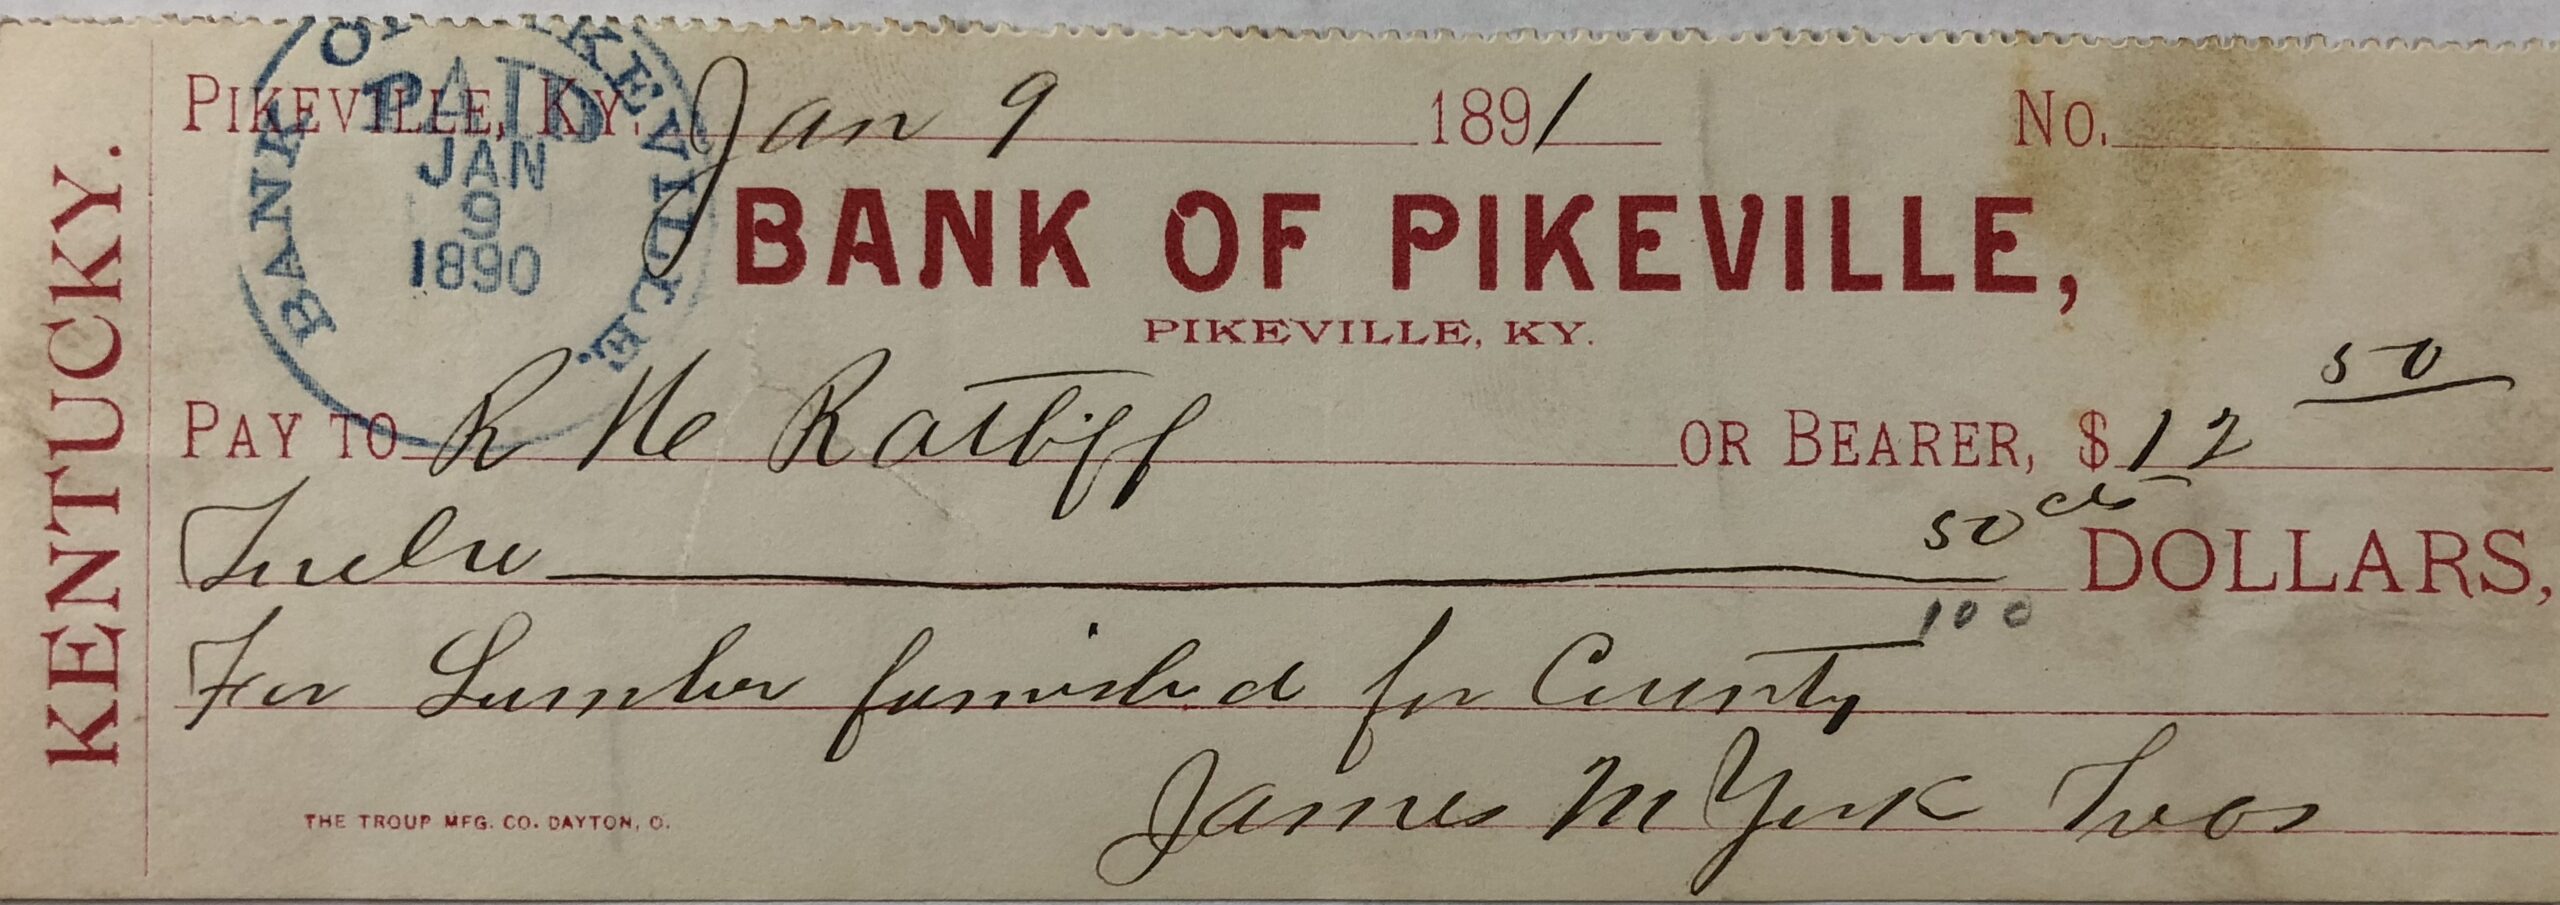 KENTUCKY.
BANK OF PIKEVILLE.
PAID
JAN
9
1890
PIKEVILLE, KY. Jan 9 1891 No.
BANK OF PIKEVILLE,
PIKEVILLE, KY.
PAY TO R M Ratliff OR BEARER, $12 50
Twelve 50 cts DOLLARS,
100
For Lumber furnished for County
James M York Treas
THE TROUP MFG. CO. DAYTON, O.